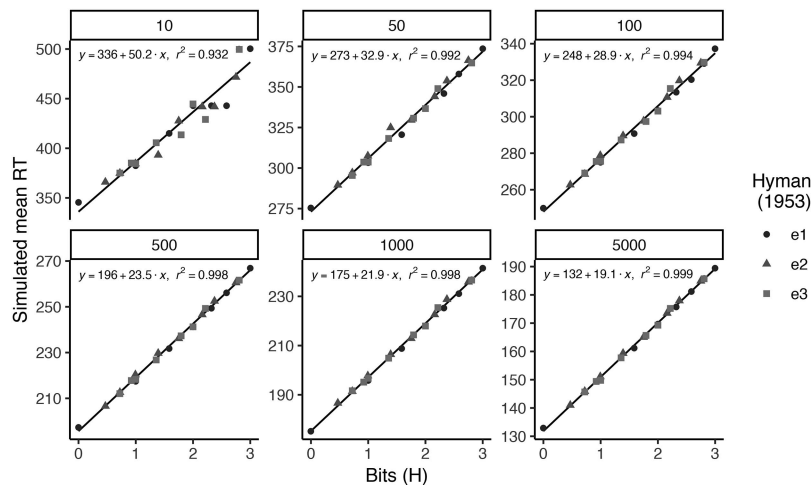 10
50
100
y = 336 + 50.2 · x, r² = 0.932
y = 273 + 32.9 · x, r² = 0.992
y = 248 + 28.9 · x, r² = 0.994
500
450
400
350
375
350
325
300
275
340
320
300
280
260
Simulated mean RT
500
1000
5000
y = 196 + 23.5 · x, r² = 0.998
y = 175 + 21.9 · x, r² = 0.998
y = 132 + 19.1 · x, r² = 0.999
270
250
230
210
230
210
190
190
180
170
160
150
140
130
0 1 2 3
0 1 2 3
0 1 2 3
Bits (H)
Hyman
(1953)
e1
e2
e3